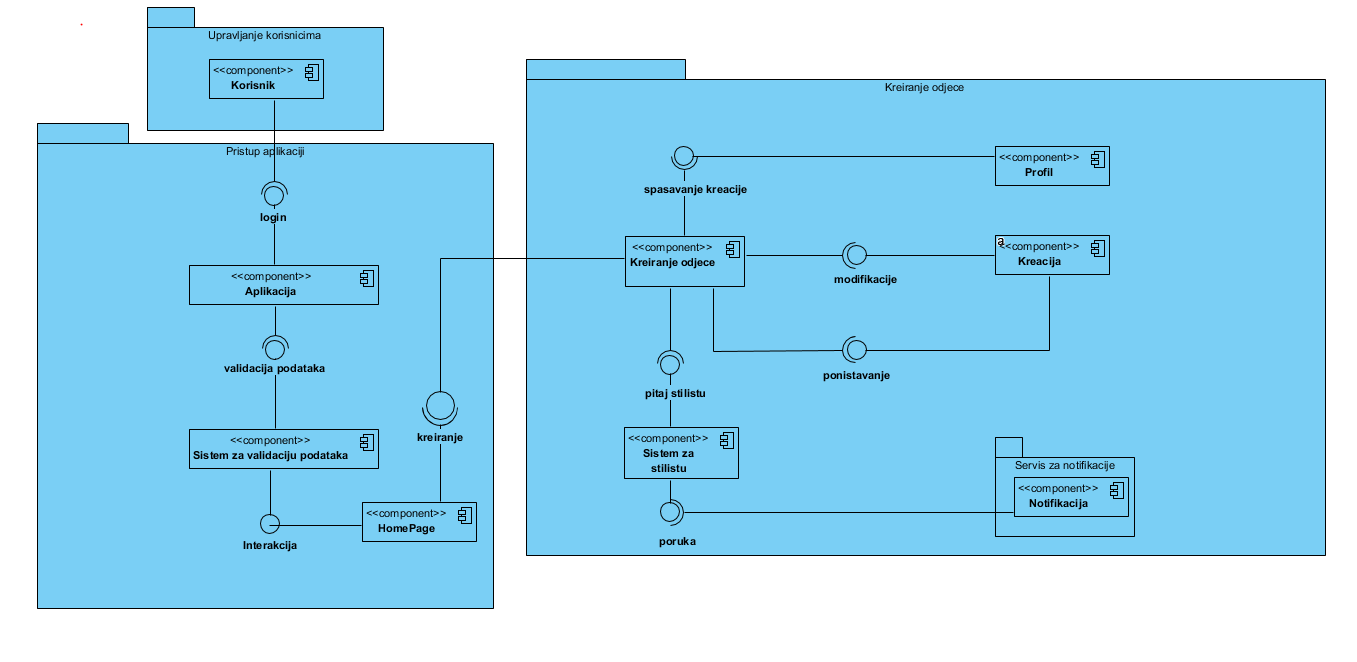 Upravljanje korisnicima
<<component>>
Korisnik
Pristup aplikaciji
login
<<component>>
Aplikacija
validacija podataka
<<component>>
Sistem za validaciju podataka
Interakcija
<<component>>
HomePage
kreiranje
Kreiranje odjece
spasavanje kreacije
<<component>>
Profil
<<component>>
Kreiranje odjece
modifikacije
a
<<component>>
Kreacija
ponistavanje
pitaj stilistu
<<component>>
Sistem za
stilistu
poruka
Servis za notifikacije
<<component>>
Notifikacija